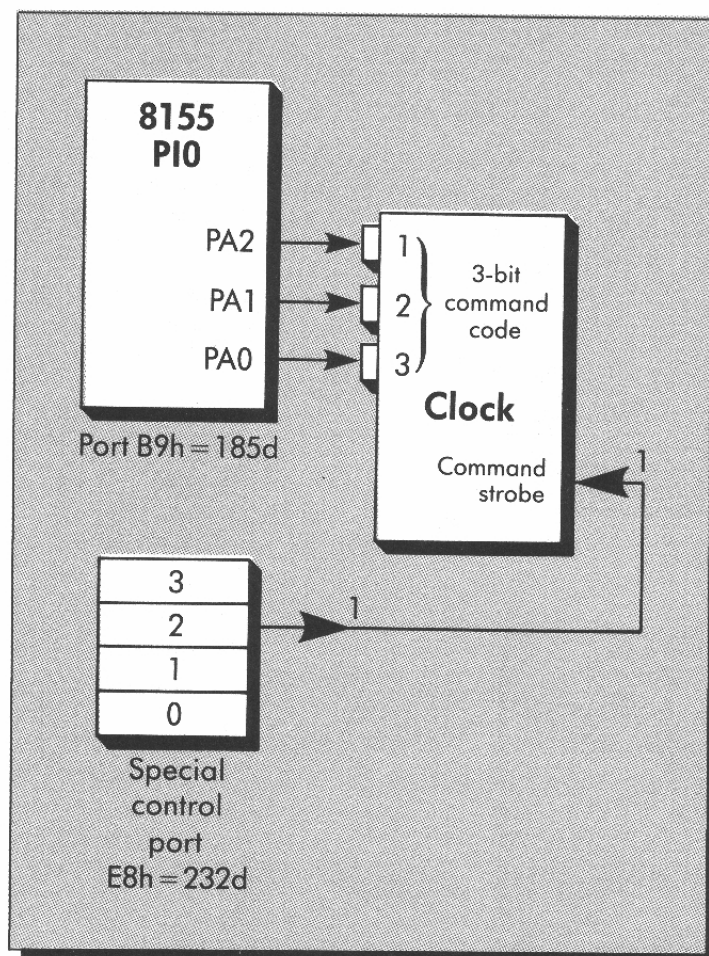 8155
PI0
PA2
PA1
PA0
Port B9h = 185d
1
2
3
3-bit
command
code
Clock
Command
strobe
1
3
2
1
0
1
Special
control
port
E8h = 232d